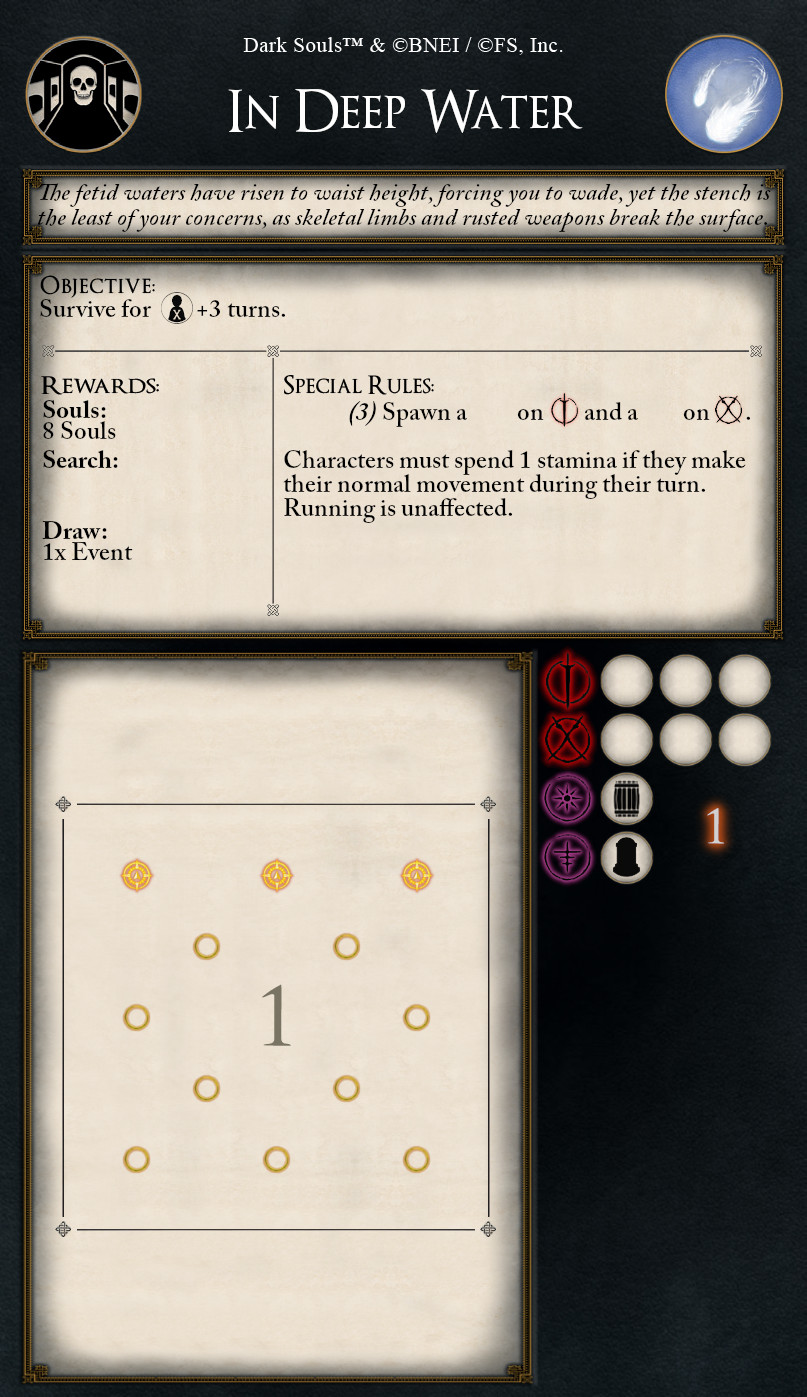 Dark Souls™ & ©BNEI / ©FS, Inc.
In Deep Water
The fetid waters have risen to waist height, forcing you to wade, yet the stench is
the least of your concerns, as skeletal limbs and rusted weapons break the surface.
Objective:
Survive for X +3 turns.
Rewards:
Souls:
8 Souls
Search:
Draw:
1x Event
Special Rules:
(3) Spawn a on and a on .
Characters must spend 1 stamina if they make
their normal movement during their turn.
Running is unaffected.
1
1